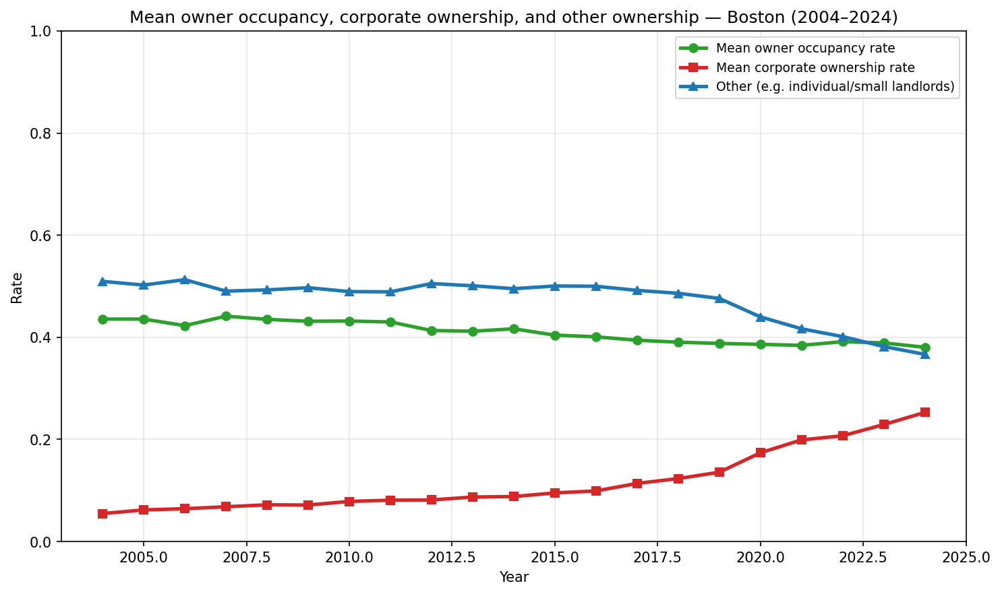 Mean owner occupancy, corporate ownership, and other ownership — Boston (2004–2024)
1.0
0.8
0.6
0.4
0.2
0.0
Rate
Mean owner occupancy rate
Mean corporate ownership rate
Other (e.g. individual/small landlords)
2005.0 2007.5 2010.0 2012.5 2015.0 2017.5 2020.0 2022.5 2025.0
Year